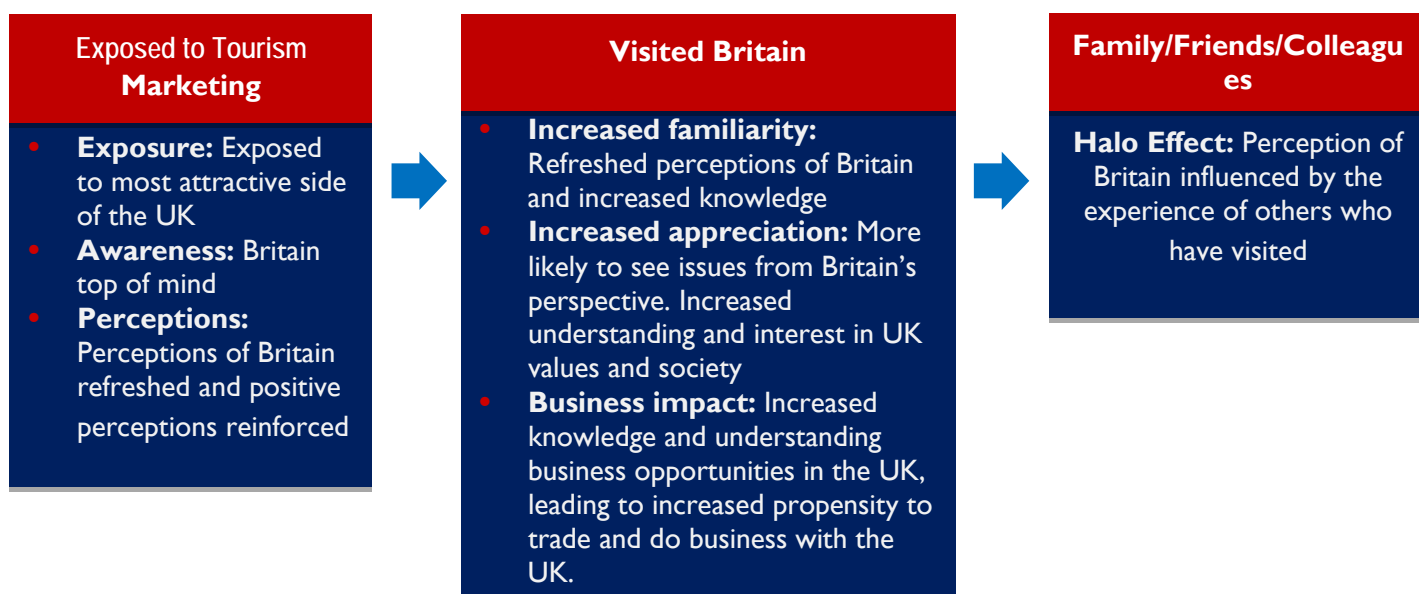 Exposed to Tourism
Marketing
• Exposure: Exposed
to most attractive side
of the UK
• Awareness: Britain
top of mind
• Perceptions:
Perceptions of Britain
refreshed and positive
perceptions reinforced
Visited Britain
• Increased familiarity:
Refreshed perceptions of Britain
and increased knowledge
• Increased appreciation: More
likely to see issues from Britain’s
perspective. Increased
understanding and interest in UK
values and society
• Business impact: Increased
knowledge and understanding
business opportunities in the UK,
leading to increased propensity to
trade and do business with the
UK.
Family/Friends/Colleagu
es
Halo Effect: Perception of
Britain influenced by the
experience of others who
have visited